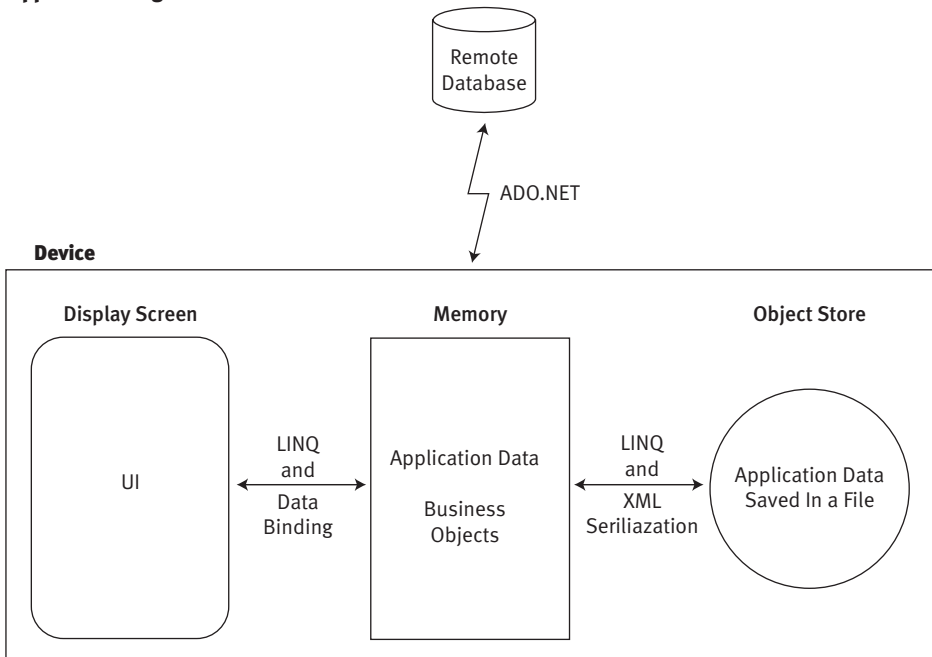 Remote
Database
ADO.NET
Device
Display Screen
Memory
Object Store
UI
LINQ
and
Data
Binding
Application Data
Business
Objects
LINQ
and
XML
Seriliazation
Application Data
Saved In a File